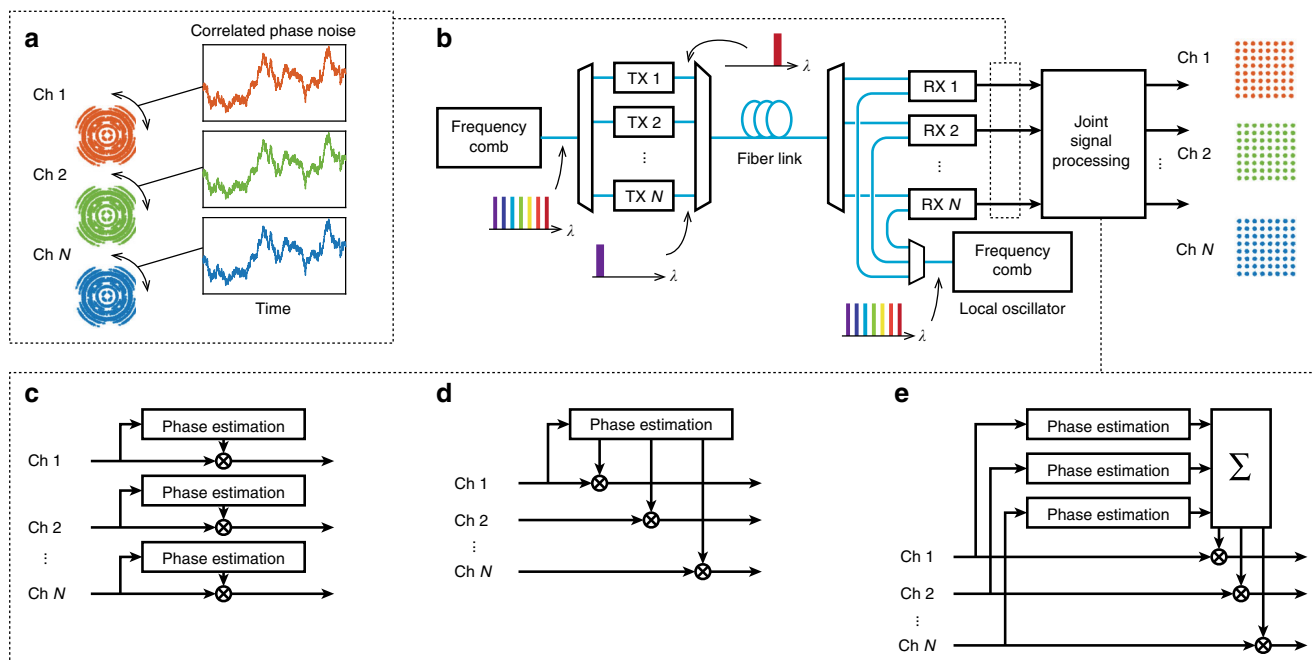 a
Correlated phase noise
Ch 1
Ch 2
Ch N
Time
b
Frequency
comb
λ
TX 1
TX 2
⋮
TX N
λ
λ
Fiber link
RX 1
RX 2
⋮
RX N
Frequency
comb
Local oscillator
λ
Joint
signal
processing
Ch 1
Ch 2
⋮
Ch N
c
Phase estimation
Ch 1
Phase estimation
Ch 2
⋮
Phase estimation
Ch N
d
Phase estimation
Ch 1
Ch 2
⋮
Ch N
e
Phase estimation
Phase estimation
Phase estimation
Σ
Ch 1
Ch 2
⋮
Ch N